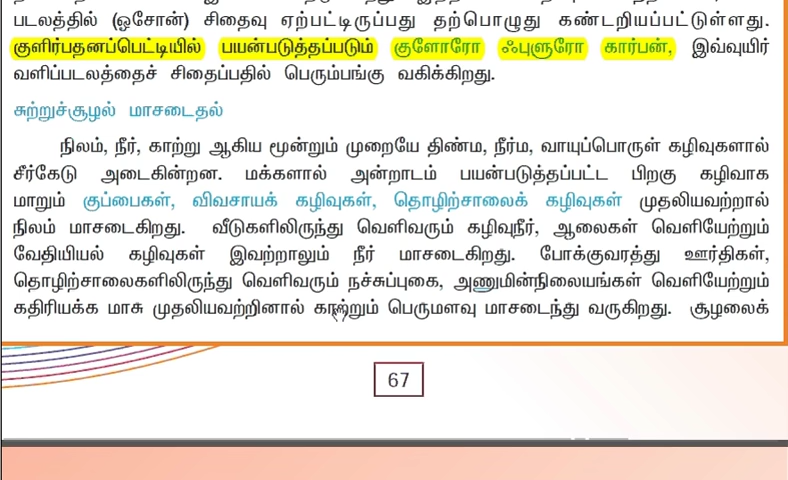 படலத்தில் (ஓசோன்) சிதைவு ஏற்பட்டிருப்பது தற்பொழுது கண்டறியப்பட்டுள்ளது.
குளிர்பதனப்பெட்டியில் பயன்படுத்தப்படும் குளோரோ ஃபுளுரோ கார்பன், இவ்வுயிர்
வளிப்படலத்தைச் சிதைப்பதில் பெரும்பங்கு வகிக்கிறது.
சுற்றுச்சூழல் மாசடைதல்
நிலம், நீர், காற்று ஆகிய மூன்றும் முறையே திண்ம, நீர்ம, வாயுப்பொருள் கழிவுகளால்
சீர்கேடு அடைகின்றன. மக்களால் அன்றாடம் பயன்படுத்தப்பட்ட பிறகு கழிவாக
மாறும் குப்பைகள், விவசாயக் கழிவுகள், தொழிற்சாலைக் கழிவுகள் முதலியவற்றால்
நிலம் மாசடைகிறது. வீடுகளிலிருந்து வெளிவரும் கழிவுநீர், ஆலைகள் வெளியேற்றும்
வேதியியல் கழிவுகள் இவற்றாலும் நீர் மாசடைகிறது. போக்குவரத்து ஊர்திகள்,
தொழிற்சாலைகளிலிருந்து வெளிவரும் நச்சுப்புகை, அணுமின்நிலையங்கள் வெளியேற்றும்
கதிரியக்க மாசு முதலியவற்றினால் காற்றும் பெருமளவு மாசடைந்து வருகிறது. சூழலைக்
67